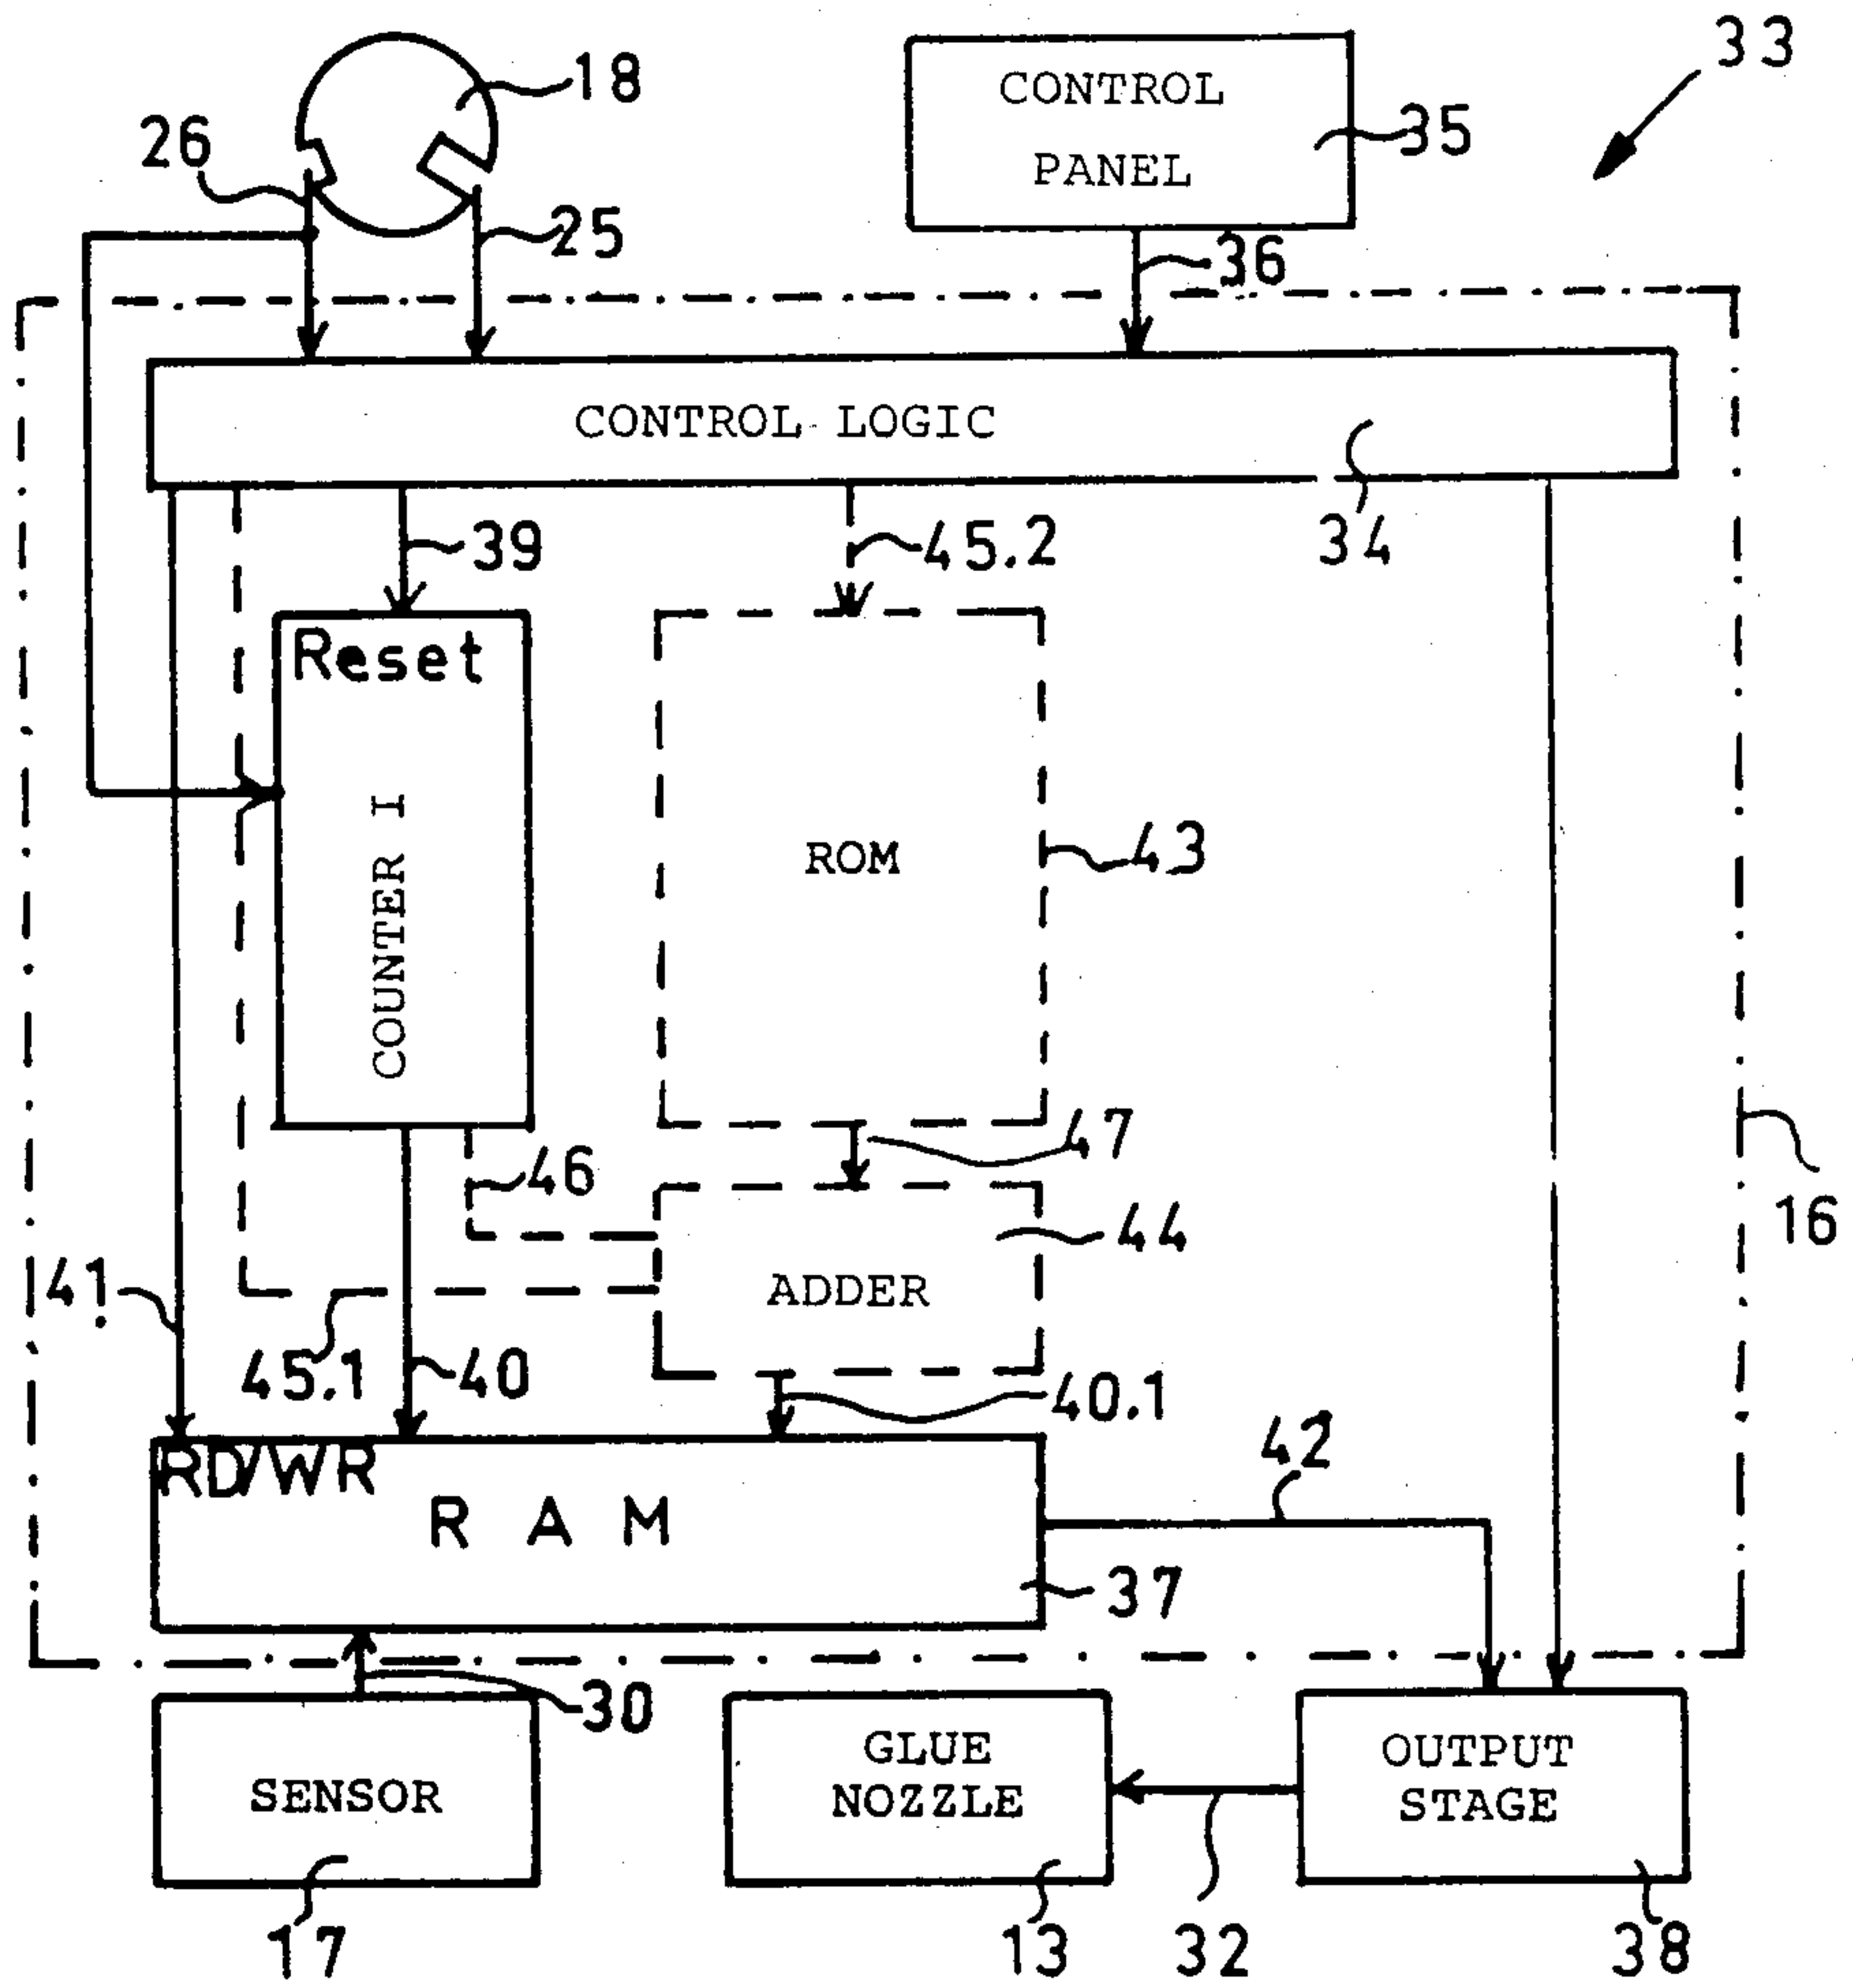 33
18
CONTROL
PANEL
35
26
25
36
CONTROL LOGIC
34
39
45.2
Reset
COUNTER I
ROM
43
47
46
16
44
ADDER
41
45.1
40
40.1
RD/WR
R A M
42
37
30
SENSOR
GLUE
NOZZLE
OUTPUT
STAGE
17
13
32
38